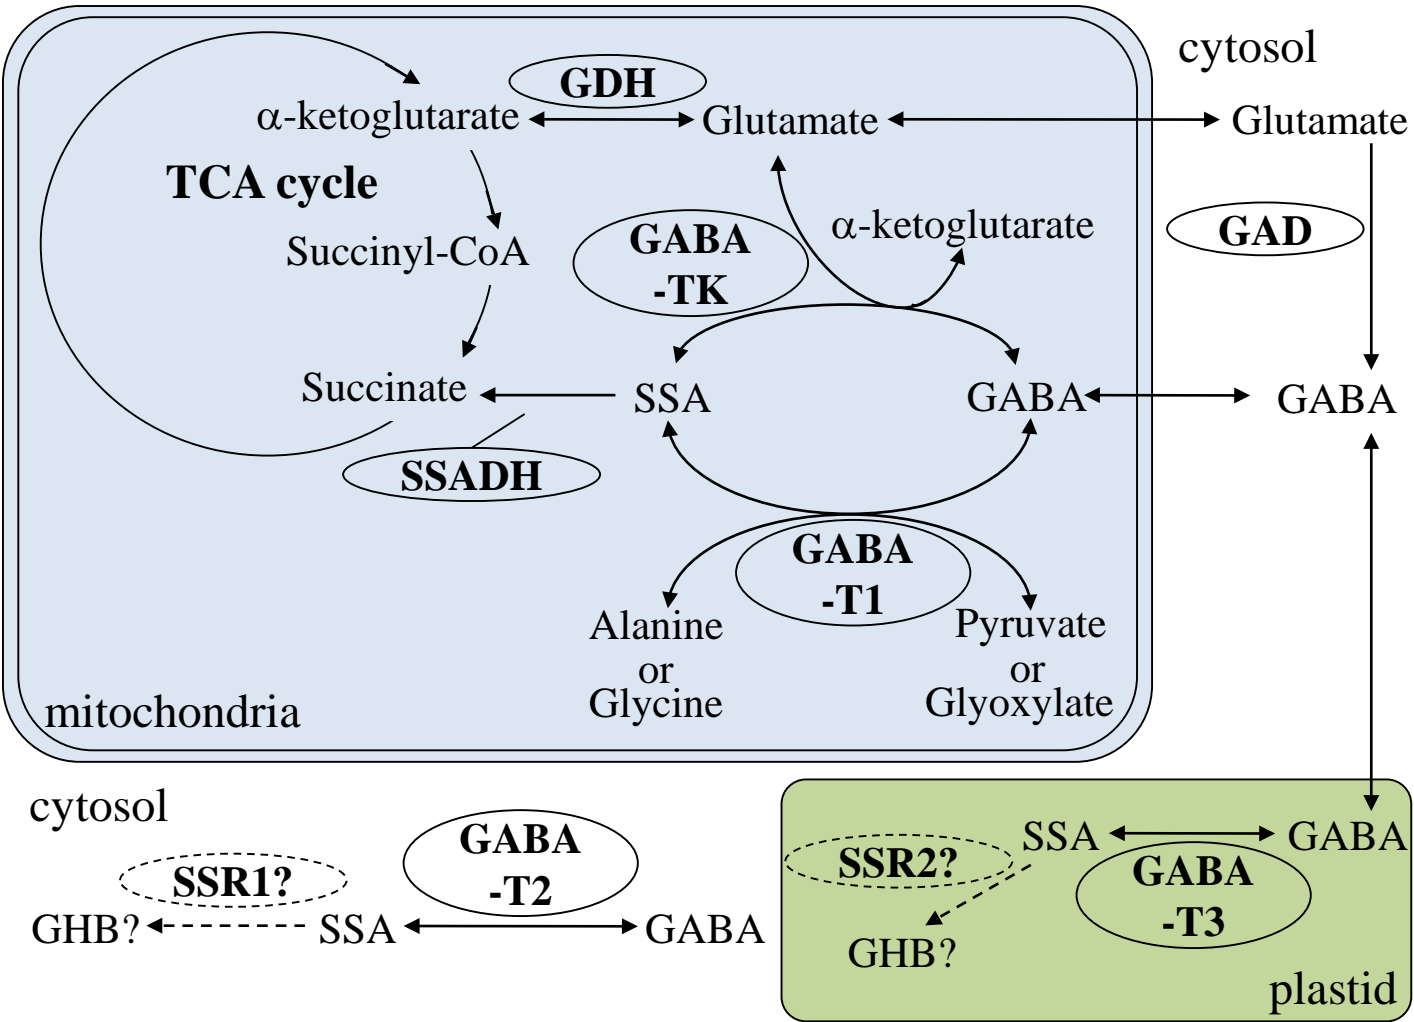 cytosol
GDH
α-ketoglutarate
Glutamate
Glutamate
TCA cycle
GABA
-TK
α-ketoglutarate
GAD
Succinyl-CoA
Succinate
SSA
GABA
GABA
SSADH
GABA
-T1
Alanine
or
Glycine
Pyruvate
or
Glyoxylate
mitochondria
cytosol
GABA
-T2
SSR1?
GHB?
SSA
GABA
SSA
GABA
SSR2?
GABA
-T3
GHB?
plastid